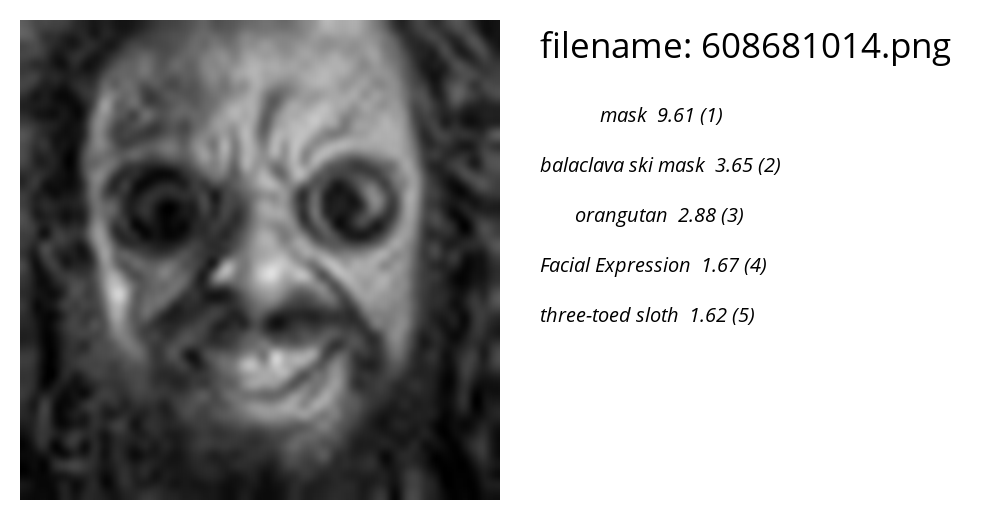 filename: 608681014.png
mask 9.61 (1)
balaclava ski mask 3.65 (2)
orangutan 2.88 (3)
Facial Expression 1.67 (4)
three-toed sloth 1.62 (5)